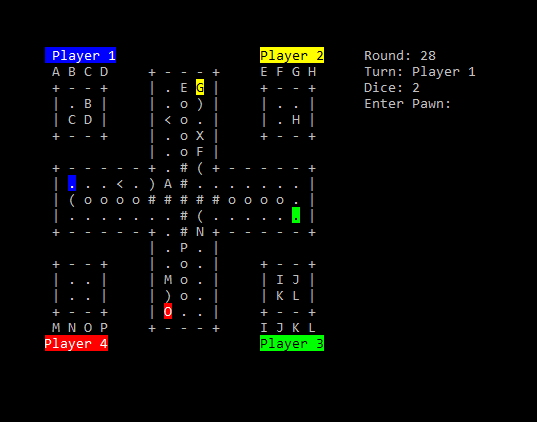 Player 1 Player 2 Round: 28
A B C D + - - - + E F G H Turn: Player 1
+ - - + | . E G | + - - + Dice: 2
| . B | | . o ) | | . . | Enter Pawn:
| C D | | < o . | | . H |
+ - - + | . o X | + - - +
| . o F |
+ - - - - - + . # ( + - - - - - +
| . . . < . ) A # . . . . . . . |
| ( o o o o # # # # # o o o o . |
| . . . . . . . # ( . . . . . . |
+ - - - - - + . # N + - - - - - +
| . P . |
+ - - + | . o . | + - - +
| . . | | M o . | | I J |
| . . | | ) o . | | K L |
+ - - + | O . . | + - - +
M N O P + - - - + I J K L
Player 4 Player 3